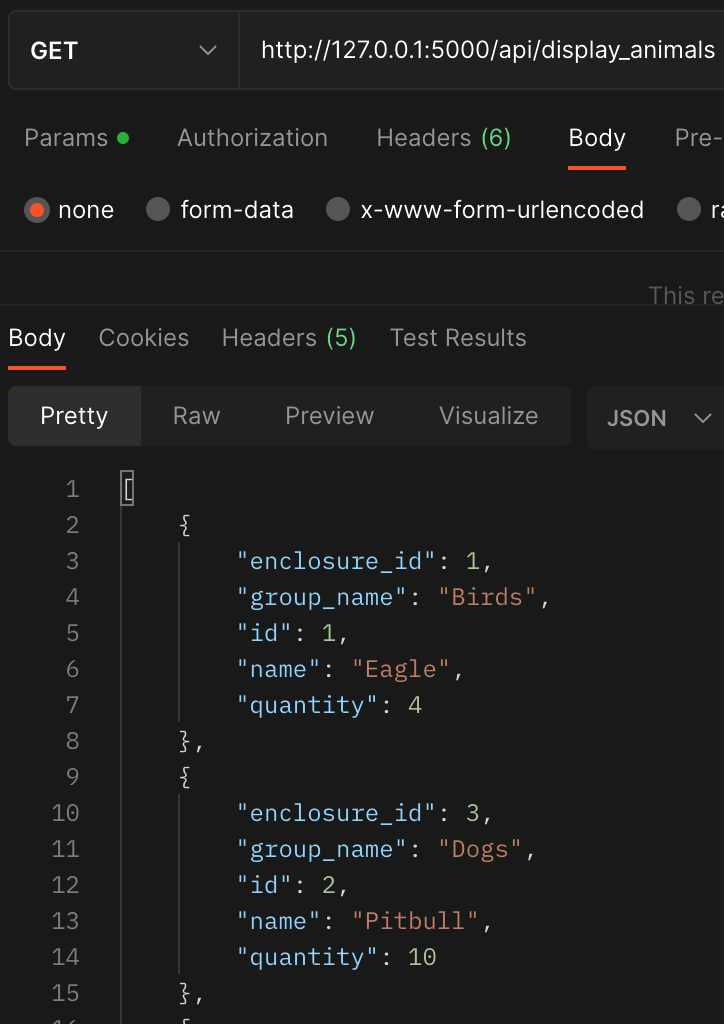 GET http://127.0.0.1:5000/api/display_animals
Params Authorization Headers (6) Body Pre-
none form-data x-www-form-urlencoded
This re
Body Cookies Headers (5) Test Results
Pretty Raw Preview Visualize JSON
1 [
2 {
3 "enclosure_id": 1,
4 "group_name": "Birds",
5 "id": 1,
6 "name": "Eagle",
7 "quantity": 4
8 },
9 {
10 "enclosure_id": 3,
11 "group_name": "Dogs",
12 "id": 2,
13 "name": "Pitbull",
14 "quantity": 10
15 },